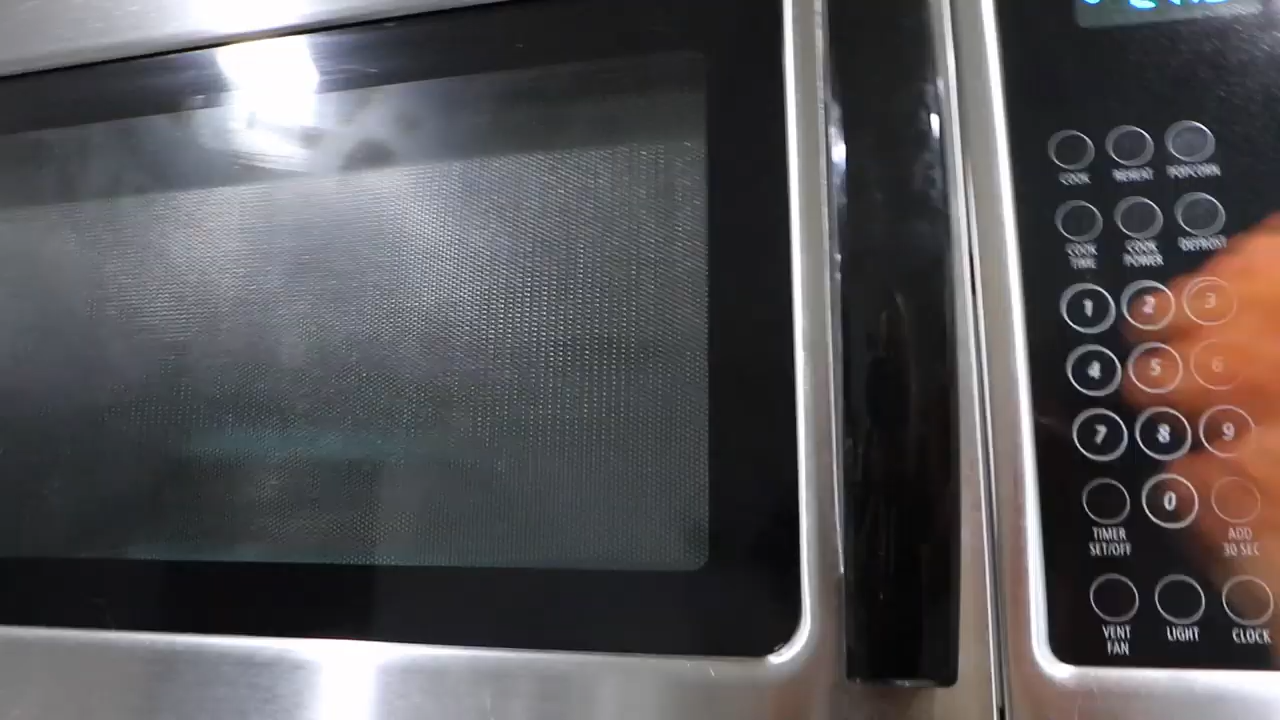 COOK REHEAT POPCORN
COOK TIME COOK POWER DEFROST
1 2 3
4 5 6
7 8 9
0
TIMER SET/OFF ADD 30 SEC
VENT FAN LIGHT CLOCK